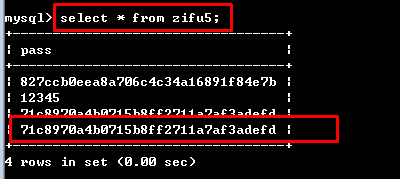 mysql> select * from zifu5;
+----------------------------------+
| pass                             |
+----------------------------------+
| 827ccb0eea8a706c4c34a16891f84e7b |
| 12345                            |
| 71c8970a4b0715b8ff2711a7af3adefd |
| 71c8970a4b0715b8ff2711a7af3adefd |
+----------------------------------+
4 rows in set (0.00 sec)